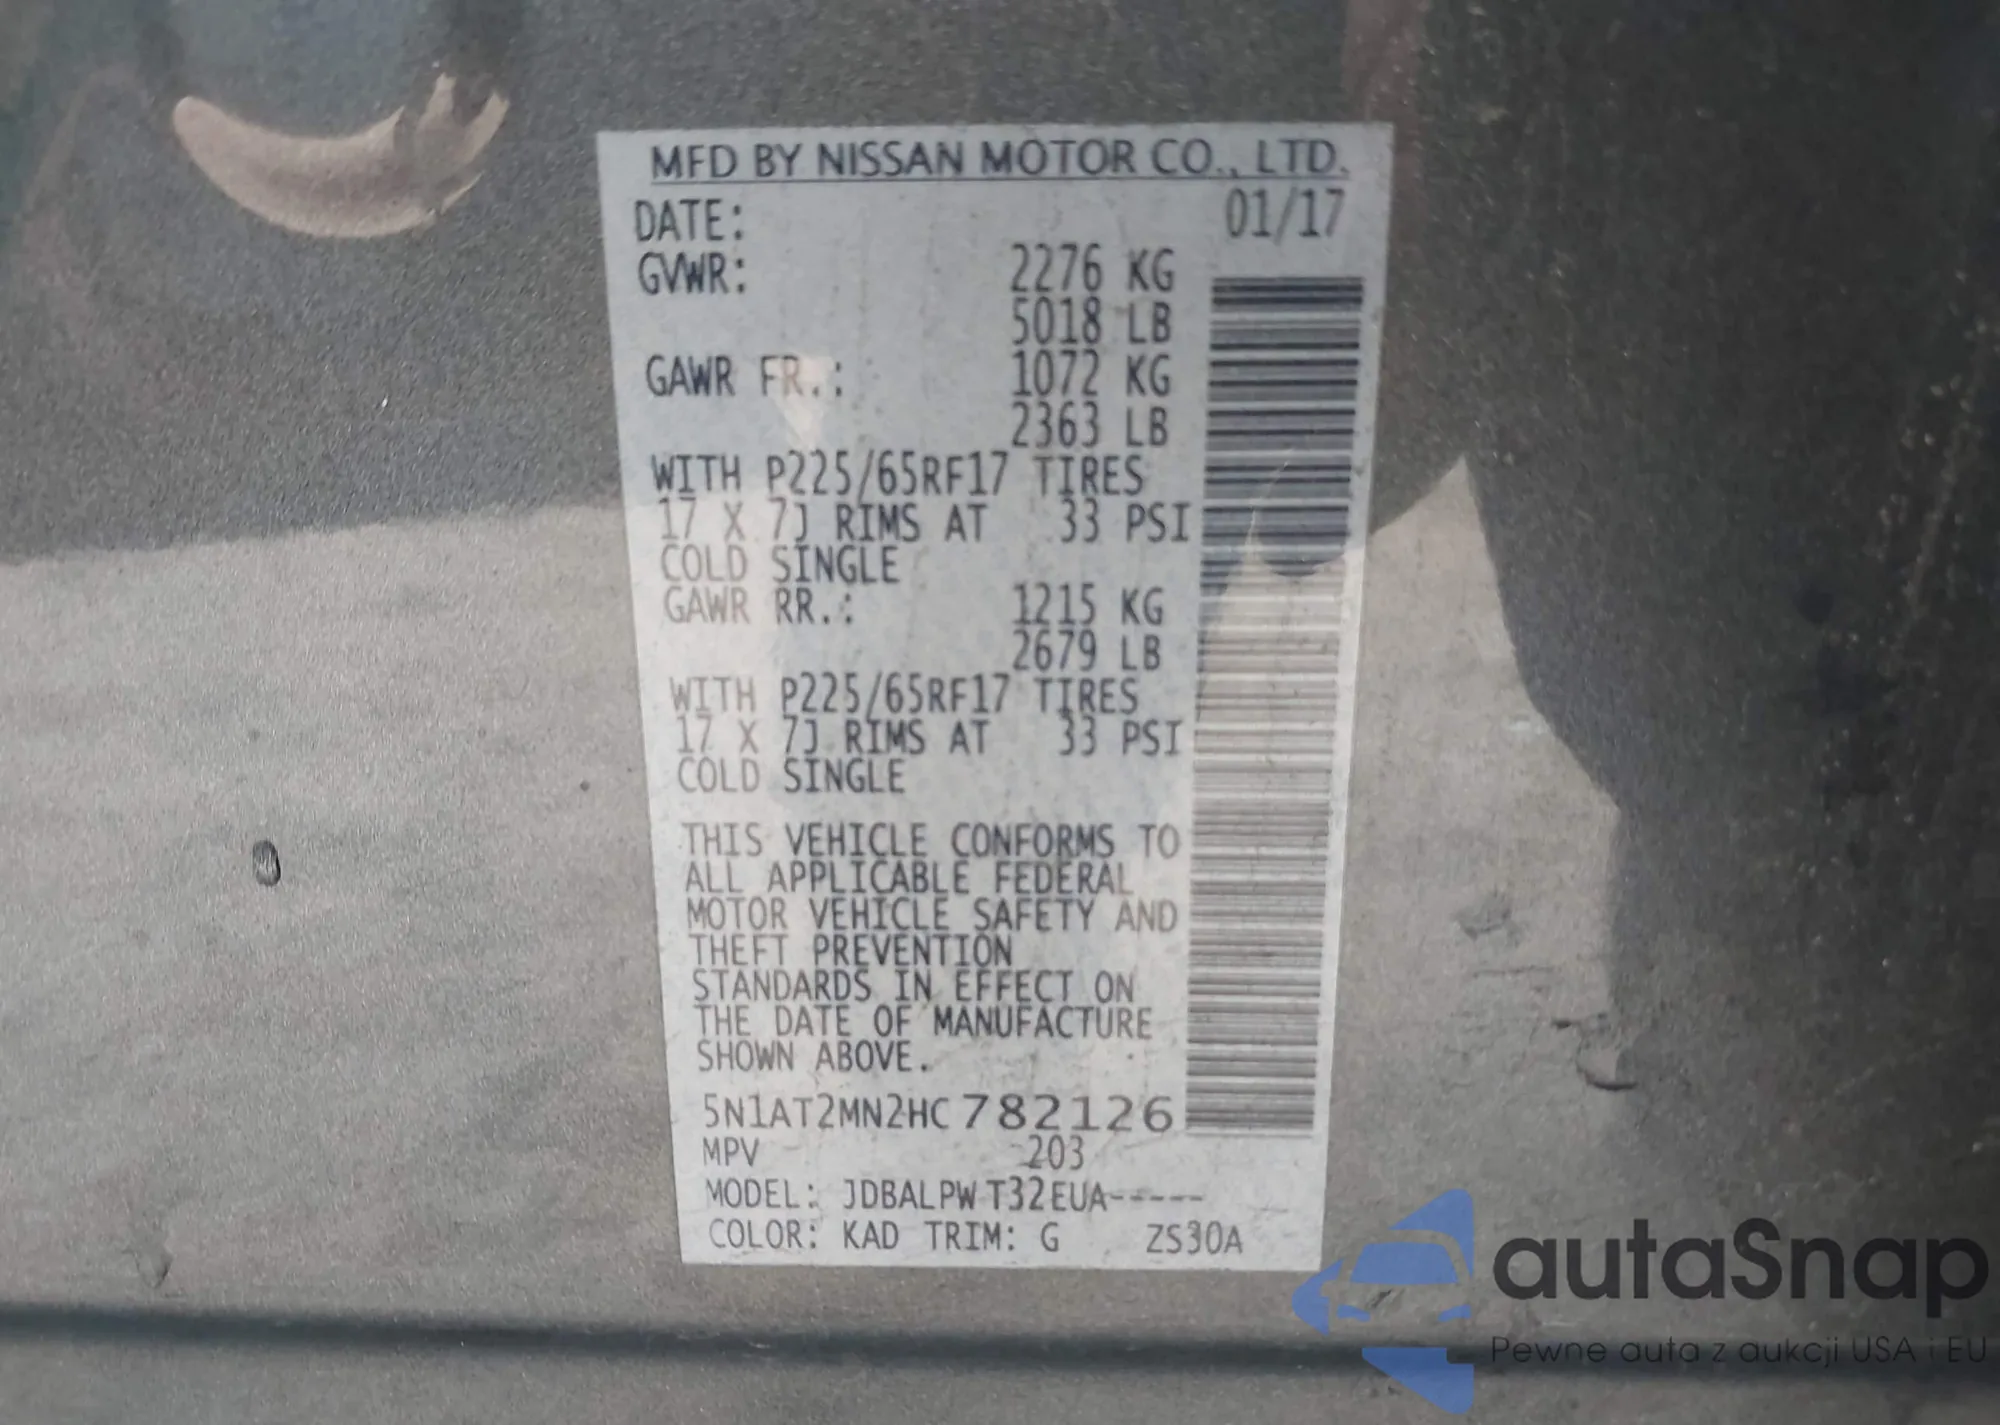 MFD BY NISSAN MOTOR CO., LTD.
DATE: 01/17
GVWR: 2276 KG
5018 LB
GAWR FR.: 1072 KG
2363 LB
WITH P225/65RF17 TIRES
17 X 7J RIMS AT 33 PSI
COLD SINGLE
GAWR RR.: 1215 KG
2679 LB
WITH P225/65RF17 TIRES
17 X 7J RIMS AT 33 PSI
COLD SINGLE
THIS VEHICLE CONFORMS TO
ALL APPLICABLE FEDERAL
MOTOR VEHICLE SAFETY AND
THEFT PREVENTION
STANDARDS IN EFFECT ON
THE DATE OF MANUFACTURE
SHOWN ABOVE.
5N1AT2MN2HC782126
MPV 203
MODEL: JDBALPW T32EUA-----
COLOR: KAD TRIM: G ZS30A
autaSnap
Pewne auta z aukcji USA i EU